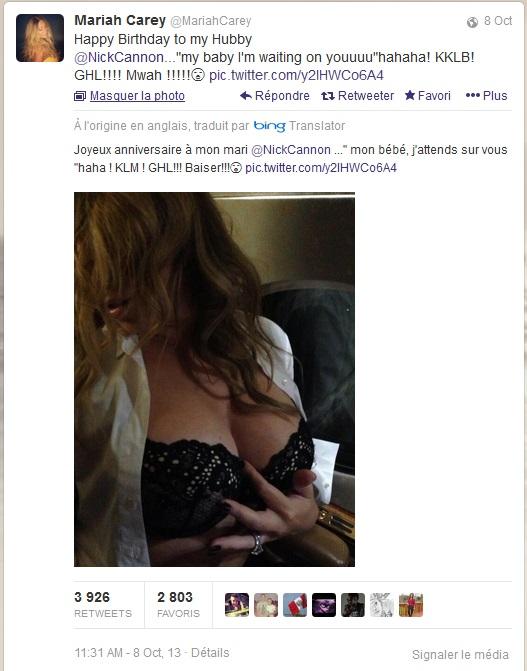 Mariah Carey @MariahCarey 8 Oct
Happy Birthday to my Hubby
@NickCannon..."my baby I'm waiting on youuuu"hahaha! KKLB!
GHL!!!! Mwah !!!!!😮 pic.twitter.com/y2IHWCo6A4
Masquer la photo Répondre Retweeter Favori Plus
À l'origine en anglais, traduit par bing Translator
Joyeux anniversaire à mon mari @NickCannon ..." mon bébé, j'attends sur vous
"haha ! KLM ! GHL!!! Baiser!!!😮 pic.twitter.com/y2IHWCo6A4
3 926 2 803
RETWEETS FAVORIS
11:31 AM - 8 Oct, 13 · Détails Signaler le média